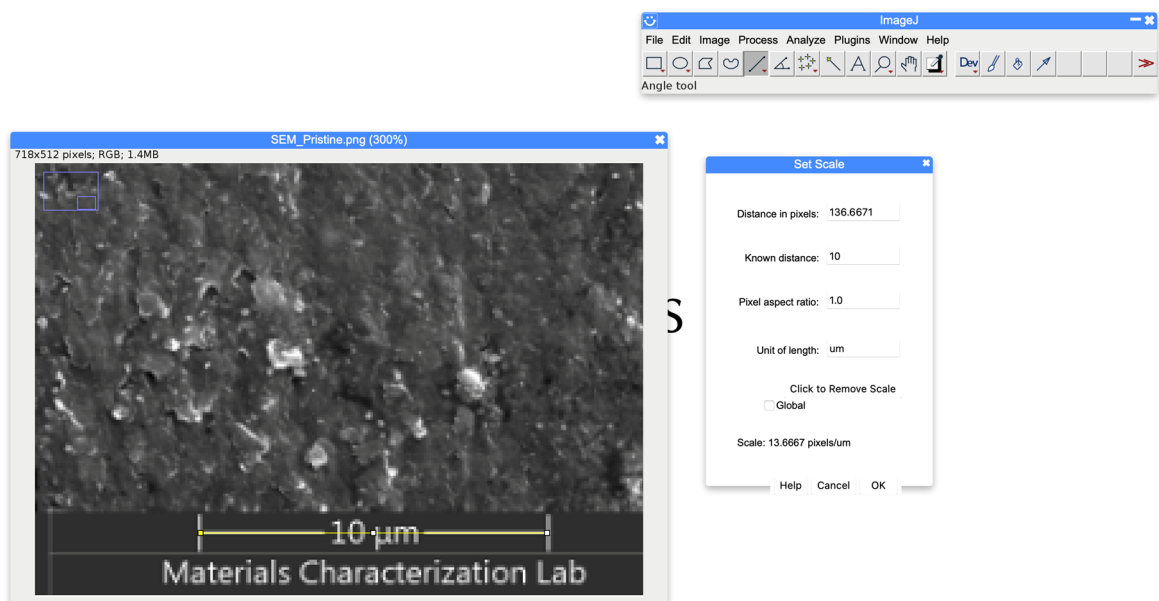 ImageJ
File Edit Image Process Analyze Plugins Window Help
Dev
Angle tool
SEM_Pristine.png (300%)
718x512 pixels; RGB; 1.4MB
10 µm
Materials Characterization Lab
s
Set Scale
Distance in pixels: 136.6671
Known distance: 10
Pixel aspect ratio: 1.0
Unit of length: um
Click to Remove Scale
Global
Scale: 13.6667 pixels/um
Help Cancel OK